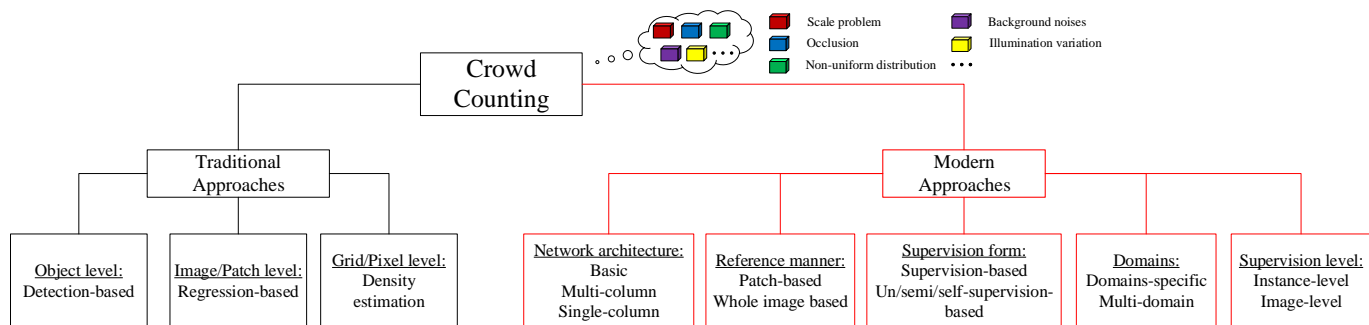 Scale problem
Background noises
Occlusion
Illumination variation
Non-uniform distribution
Crowd
Counting
Traditional
Approaches
Modern
Approaches
Object level:
Detection-based
Image/Patch level:
Regression-based
Grid/Pixel level:
Density
estimation
Network architecture:
Basic
Multi-column
Single-column
Reference manner:
Patch-based
Whole image based
Supervision form:
Supervision-based
Un/semi/self-supervision-
based
Domains:
Domains-specific
Multi-domain
Supervision level:
Instance-level
Image-level